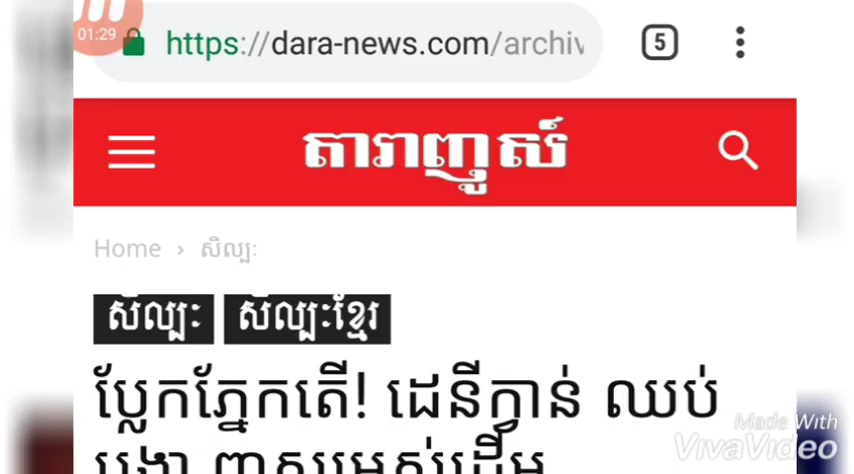 01:29
https://dara-news.com/archiv
5
តារាញូស៍
Home › សិល្បៈ
សិល្បៈ សិល្បៈខ្មែរ
ប្លែកភ្នែកតើ! ដេនីក្វាន់ ឈប់
Made With
VivaVideo